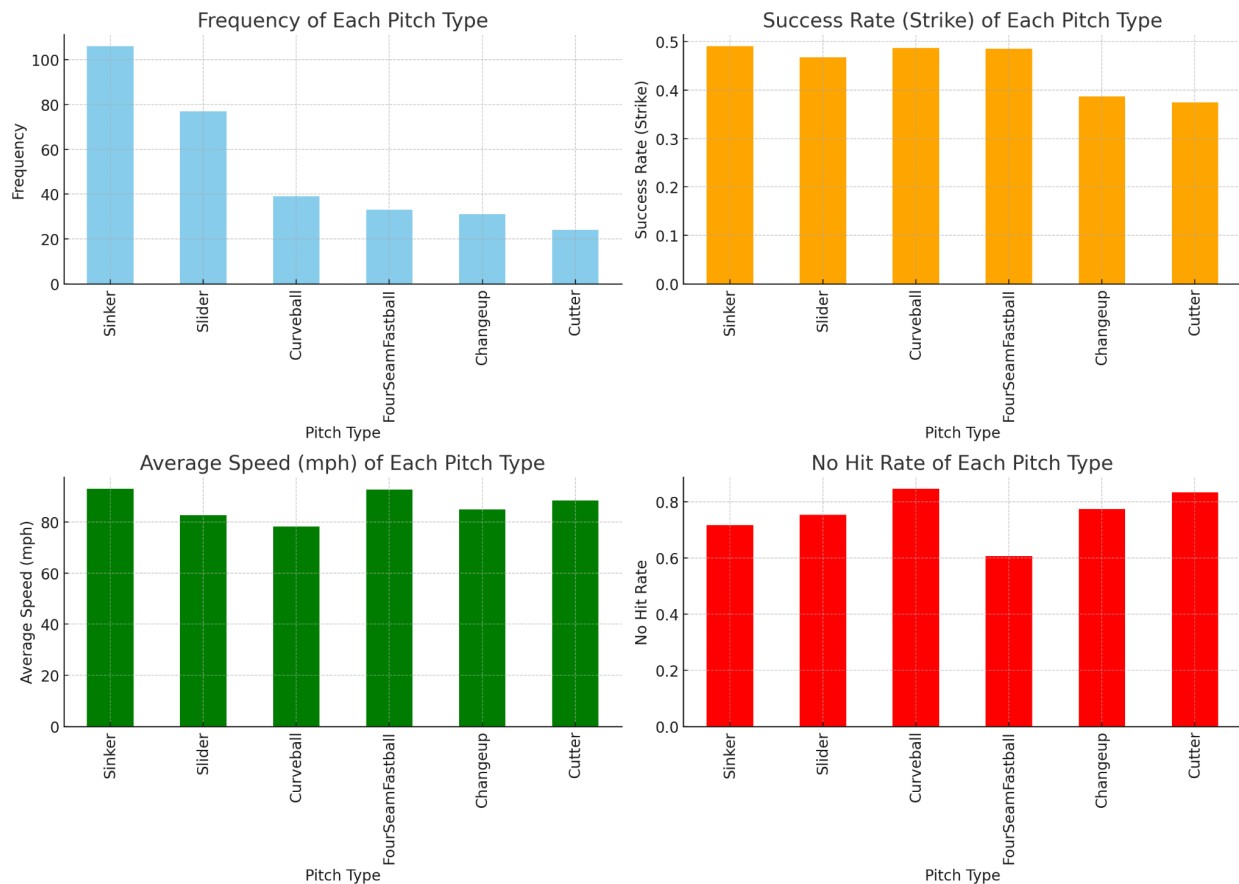 Frequency of Each Pitch Type
Frequency
100
80
60
40
20
0
Sinker
Slider
Curveball
FourSeamFastball
Changeup
Cutter
Pitch Type
Success Rate (Strike) of Each Pitch Type
Success Rate (Strike)
0.5
0.4
0.3
0.2
0.1
0.0
Sinker
Slider
Curveball
FourSeamFastball
Changeup
Cutter
Pitch Type
Average Speed (mph) of Each Pitch Type
Average Speed (mph)
80
60
40
20
0
Sinker
Slider
Curveball
FourSeamFastball
Changeup
Cutter
Pitch Type
No Hit Rate of Each Pitch Type
No Hit Rate
0.8
0.6
0.4
0.2
0.0
Sinker
Slider
Curveball
FourSeamFastball
Changeup
Cutter
Pitch Type